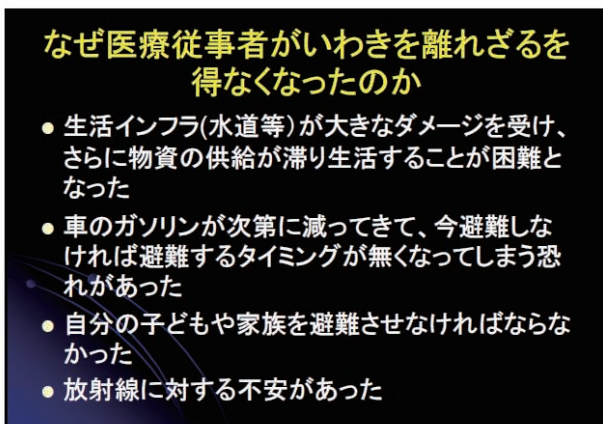 なぜ医療従事者がいわきを離れざるを
得なくなったのか
● 生活インフラ(水道等)が大きなダメージを受け、
さらに物資の供給が滞り生活することが困難と
なった
● 車のガソリンが次第に減ってきて、今避難しな
ければ避難するタイミングが無くなってしまう恐
れがあった
● 自分の子どもや家族を避難させなければならな
かった
● 放射線に対する不安があった